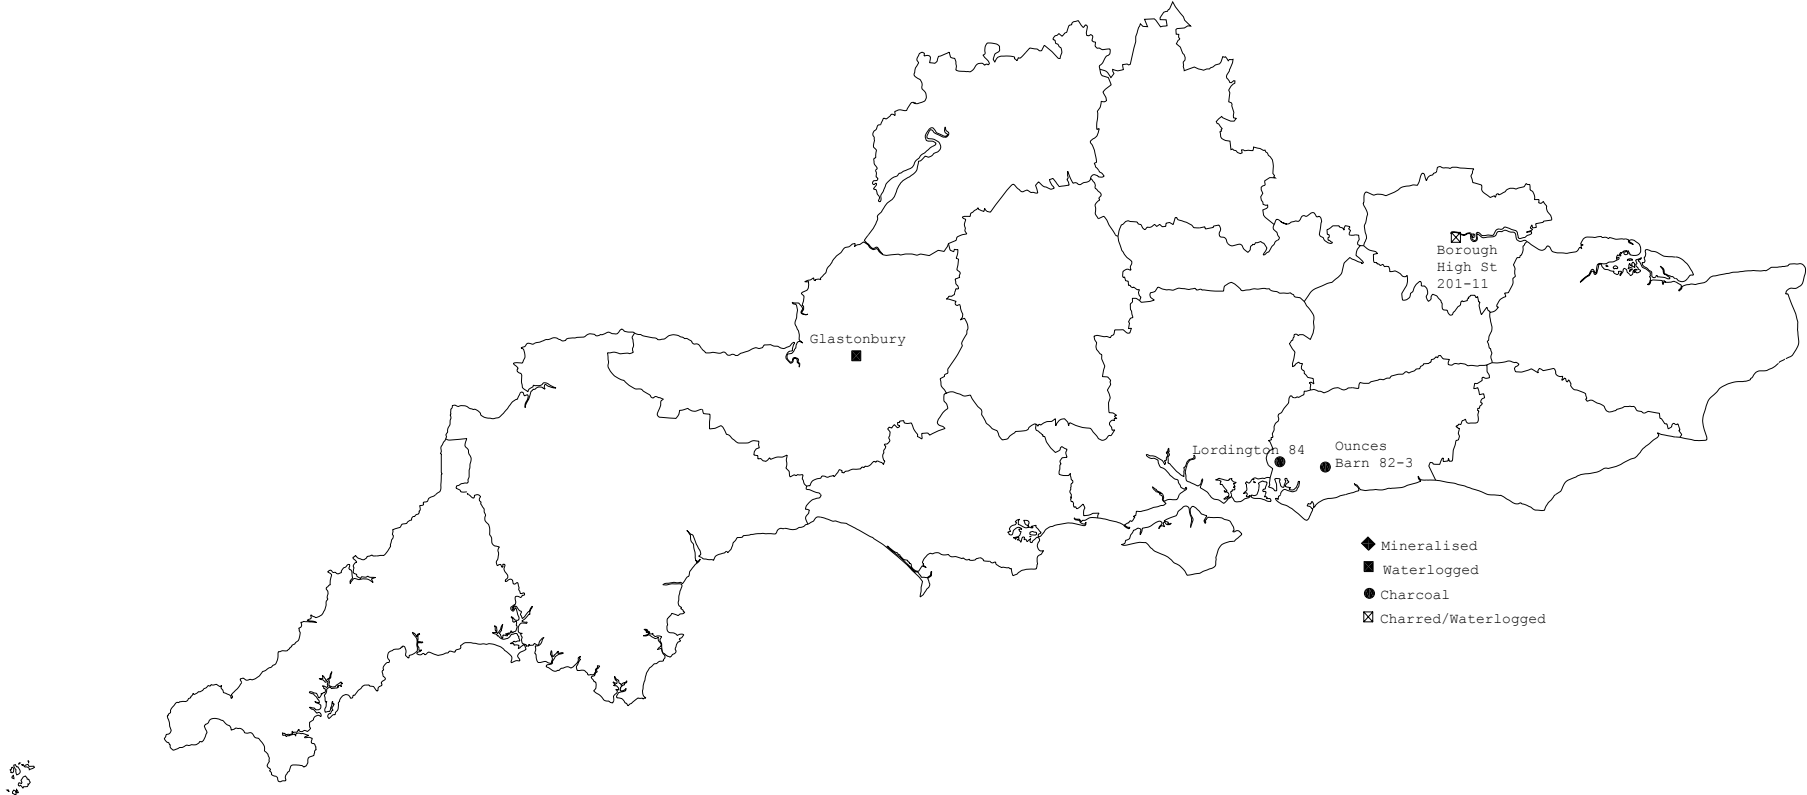 Borough
High St
201-11
Glastonbury
Lordington 84
Ounces
Barn 82-3
Mineralised
Waterlogged
Charcoal
Charred/Waterlogged